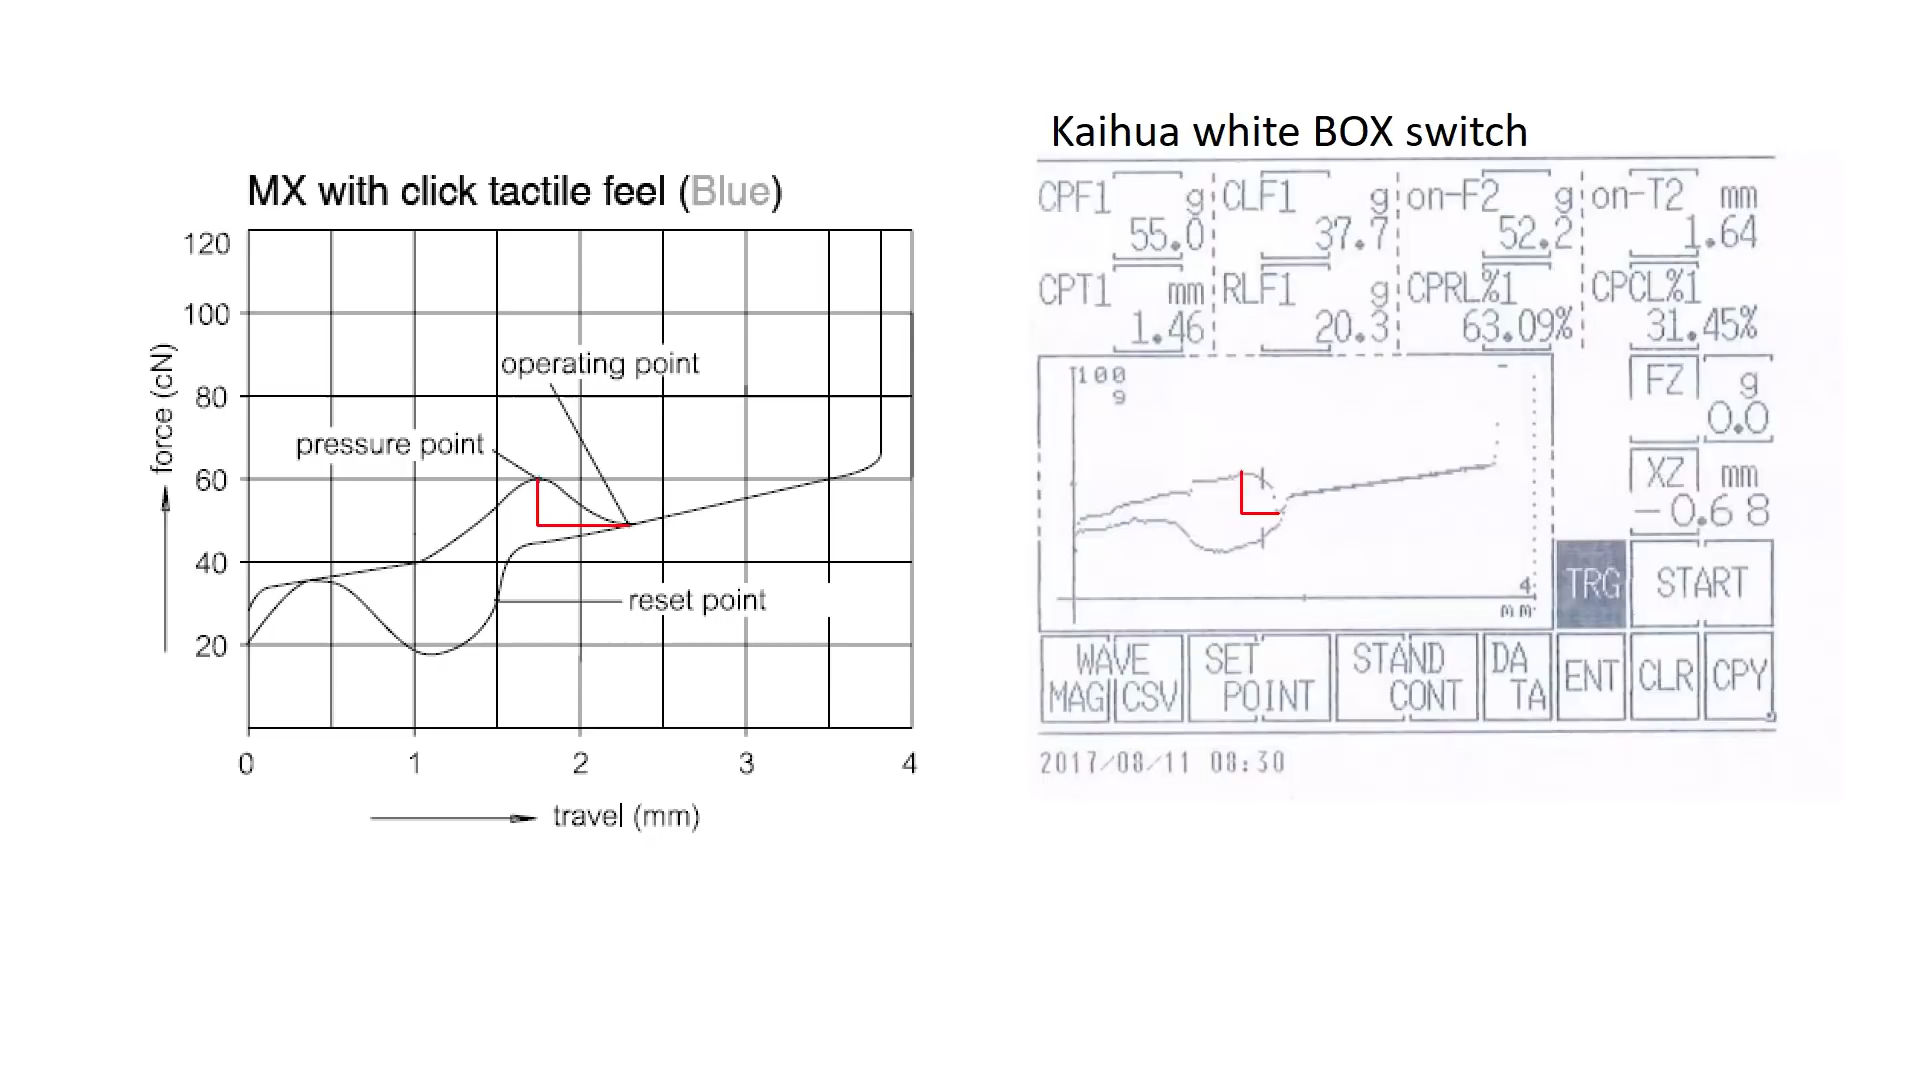 MX with click tactile feel (Blue)
120
100
80
60
40
20
force (cN)
operating point
pressure point
reset point
0 1 2 3 4
travel (mm)
Kaihua white BOX switch
CPF1 g CLF1 g on-F2 g on-T2 mm
55.0 37.7 52.2 1.64
CPT1 mm RLF1 g CPRL%1 CPCL%1
1.46 20.3 63.09% 31.45%
100
9
4
mm
FZ g
0.0
XZ mm
-0.68
TRG START
WAVE SET STAND DA ENT CLR CPY
MAG CSV POINT CONT TA
2017/08/11 08:30